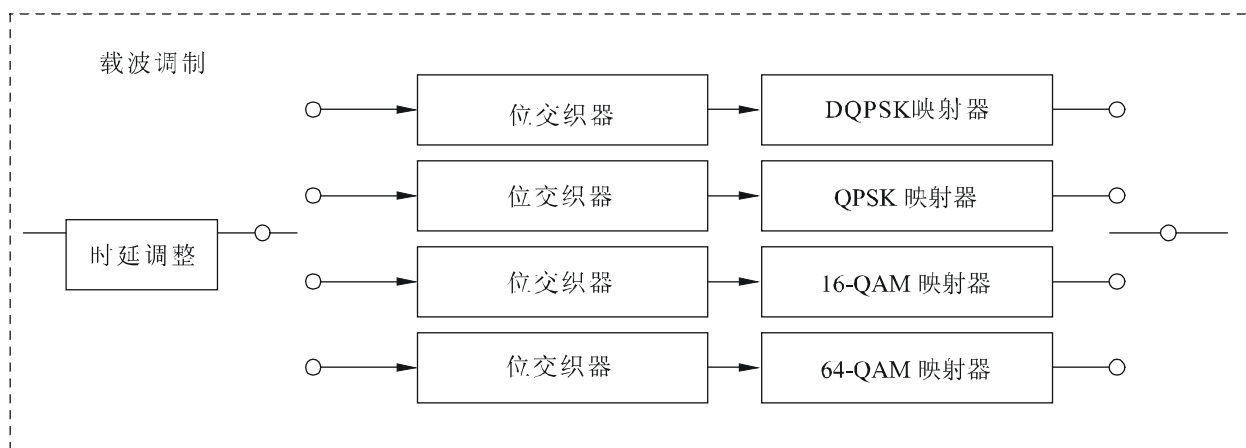 载波调制
位交织器
DQPSK映射器
位交织器
QPSK 映射器
时延调整
位交织器
16-QAM 映射器
位交织器
64-QAM 映射器